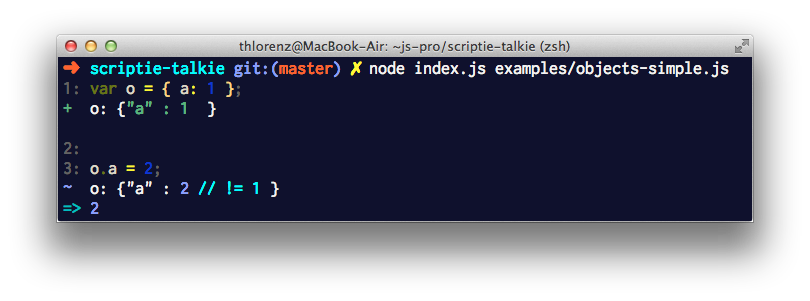 thlorenz@MacBook-Air: ~js-pro/scriptie-talkie (zsh)
➜ scriptie-talkie git:(master) ✗ node index.js examples/objects-simple.js
1: var o = { a: 1 };
+  o: {"a" : 1  }
2:
3: o.a = 2;
~  o: {"a" : 2 // != 1 }
=> 2